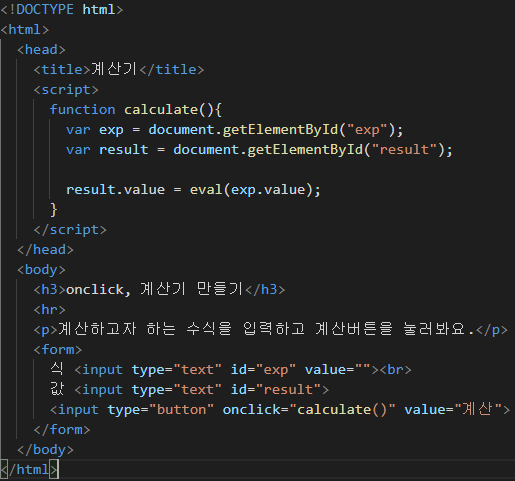 <!DOCTYPE html>
<html>
<head>
<title>계산기</title>
<script>
function calculate(){
var exp = document.getElementById("exp");
var result = document.getElementById("result");
result.value = eval(exp.value);
}
</script>
</head>
<body>
<h3>onclick, 계산기 만들기</h3>
<hr>
<p>계산하고자 하는 수식을 입력하고 계산버튼을 눌러봐요.</p>
<form>
식 <input type="text" id="exp" value=""><br>
값 <input type="text" id="result">
<input type="button" onclick="calculate()" value="계산">
</form>
</body>
</html>